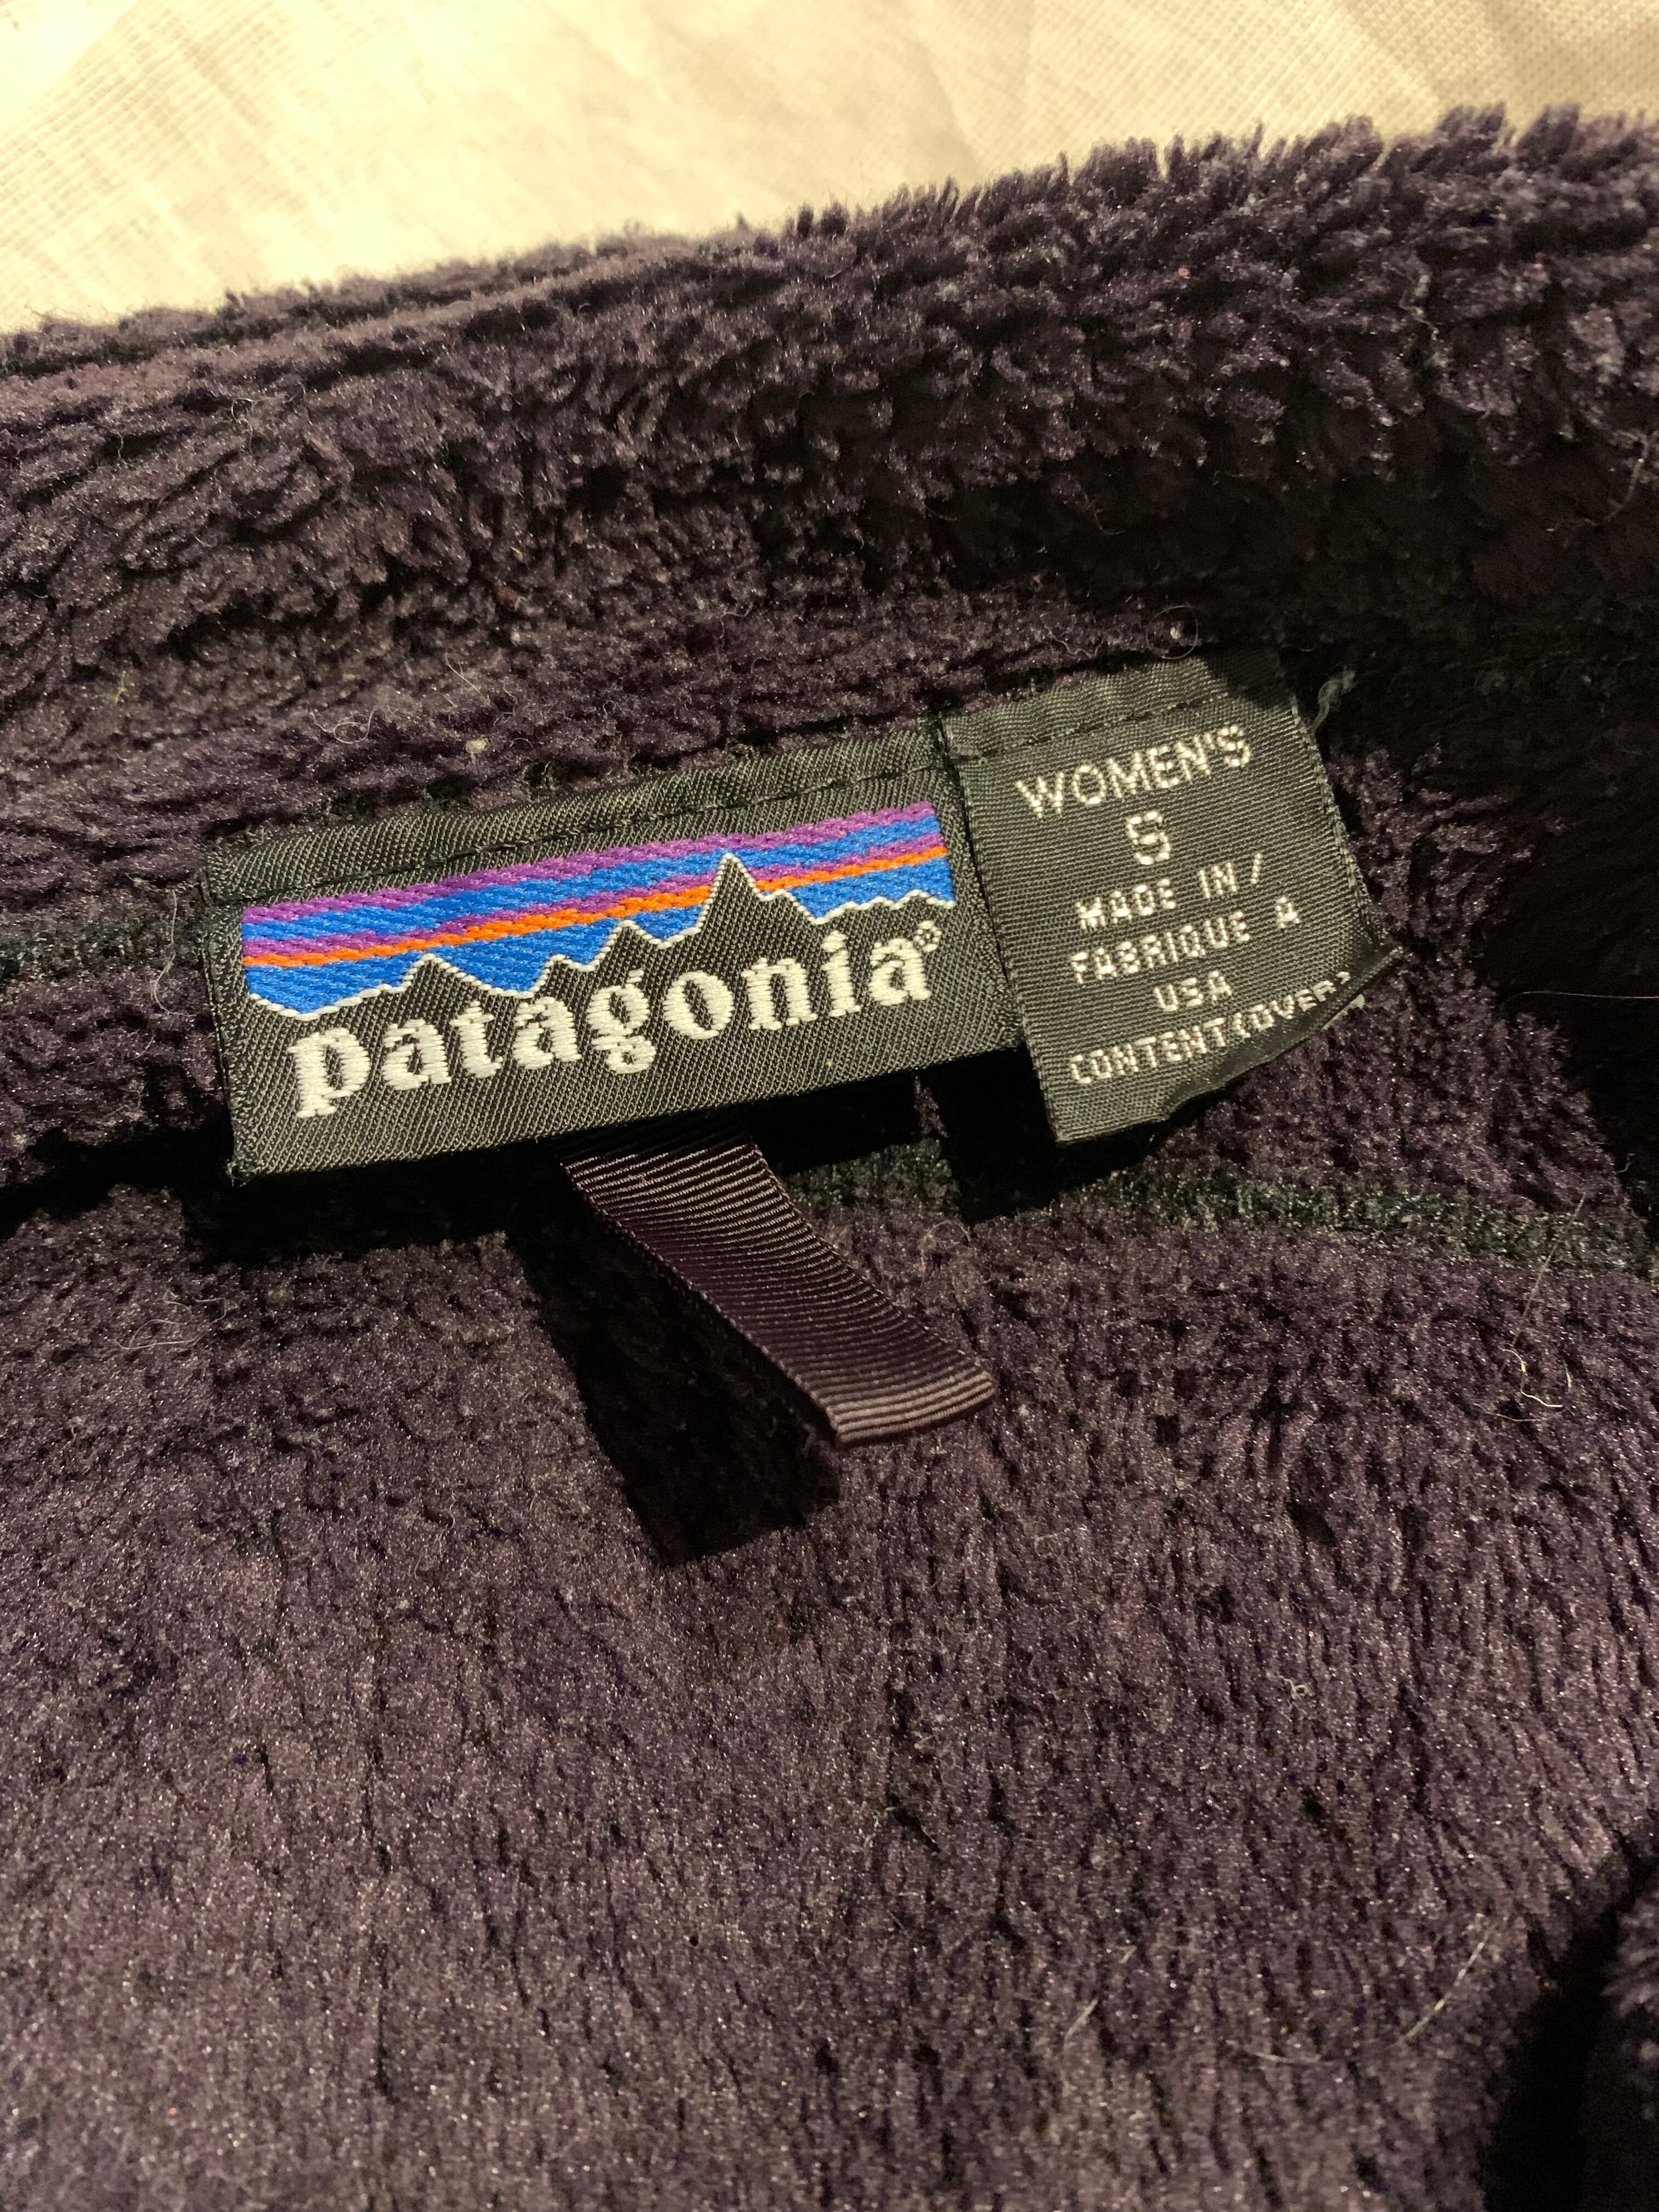 patagonia®
WOMEN'S
S
MADE IN /
FABRIQUE A
USA
CONTENT(OVER)